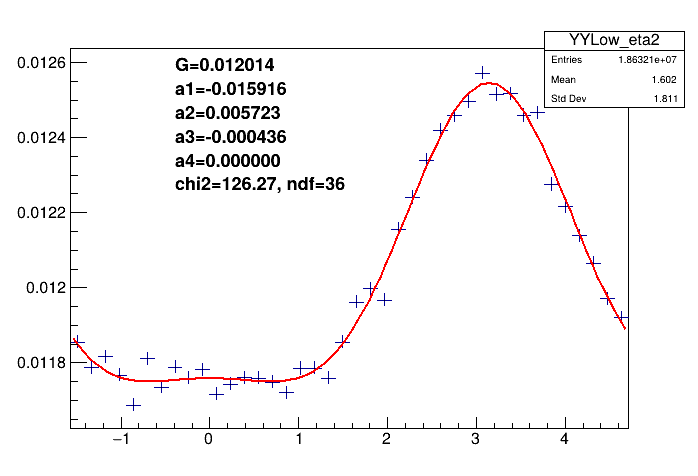 YYLow_eta2
Entries 1.86321e+07
Mean 1.602
Std Dev 1.811
G=0.012014
a1=-0.015916
a2=0.005723
a3=-0.000436
a4=0.000000
chi2=126.27, ndf=36
0.0126
0.0124
0.0122
0.012
0.0118
−1 0 1 2 3 4